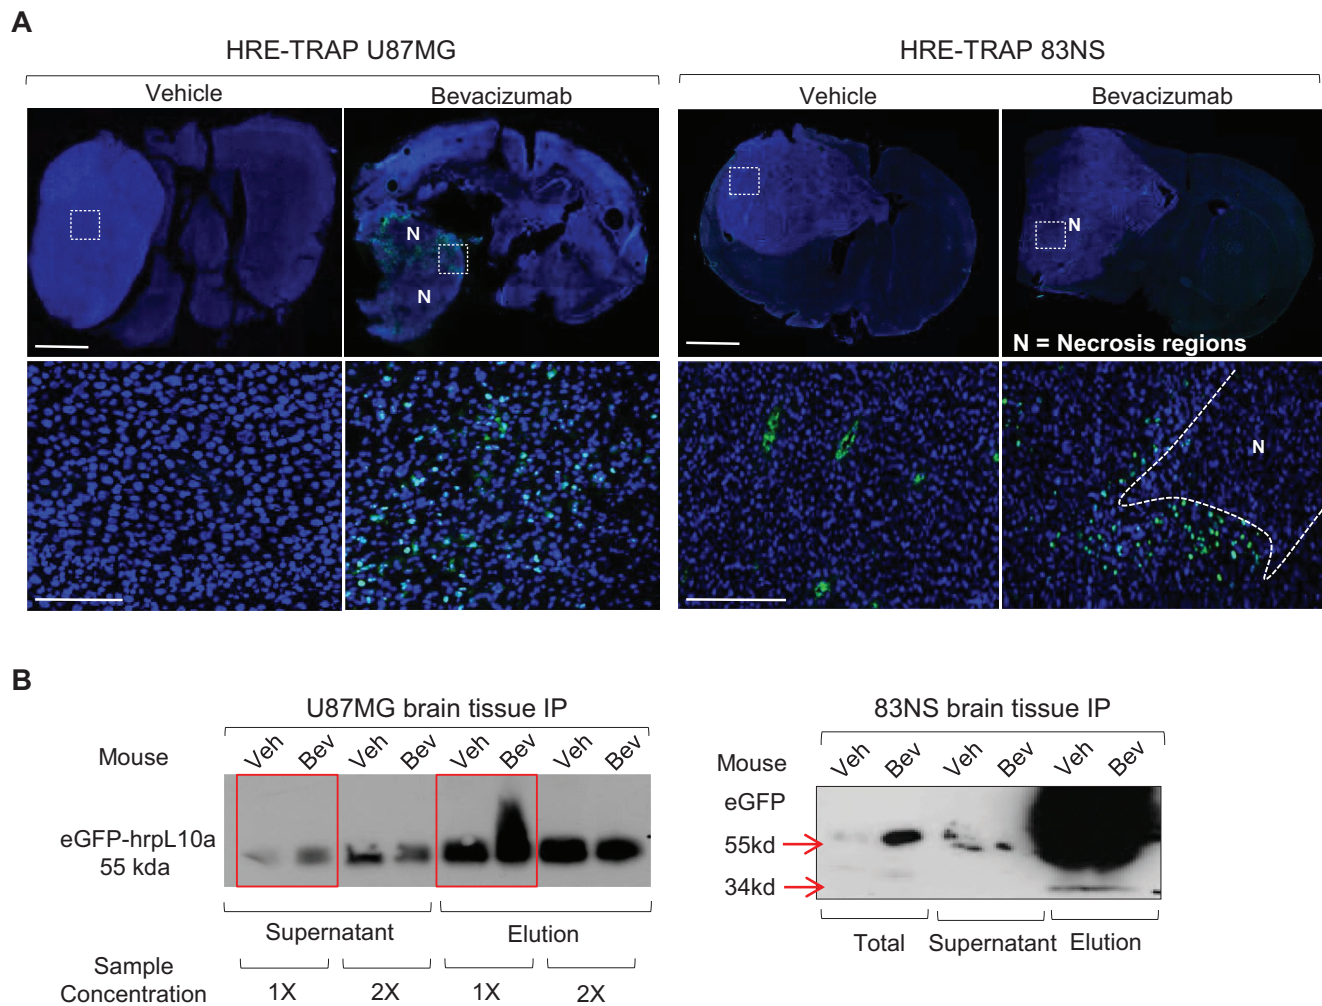 A
HRE-TRAP U87MG
HRE-TRAP 83NS
Vehicle
Bevacizumab
Vehicle
Bevacizumab
N
N
N
N = Necrosis regions
N
B
U87MG brain tissue IP
83NS brain tissue IP
Mouse
Veh
Bev
Veh
Bev
Veh
Bev
Veh
Bev
Mouse
Veh
Bev
Veh
Bev
Veh
Bev
eGFP-hrpL10a
55 kda
eGFP
55kd
34kd
Supernatant
Elution
Total
Supernatant
Elution
Sample
Concentration
1X
2X
1X
2X